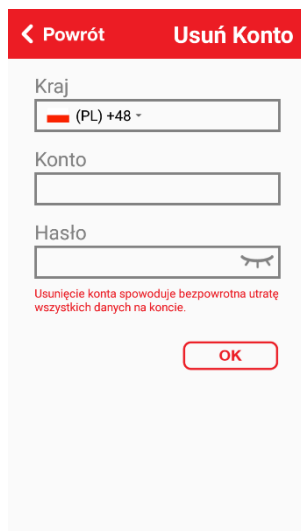 Powrót Usuń Konto
Kraj
(PL) +48
Konto
Hasło
Usunięcie konta spowoduje bezpowrotna utratę
wszystkich danych na koncie.
OK